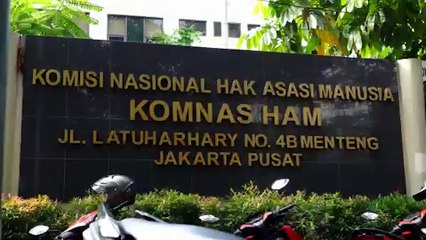 KOMISI NASIONAL HAK ASASI MANUSIA
KOMNAS HAM
JL. LATUHARHARY NO. 4B MENTENG
JAKARTA PUSAT